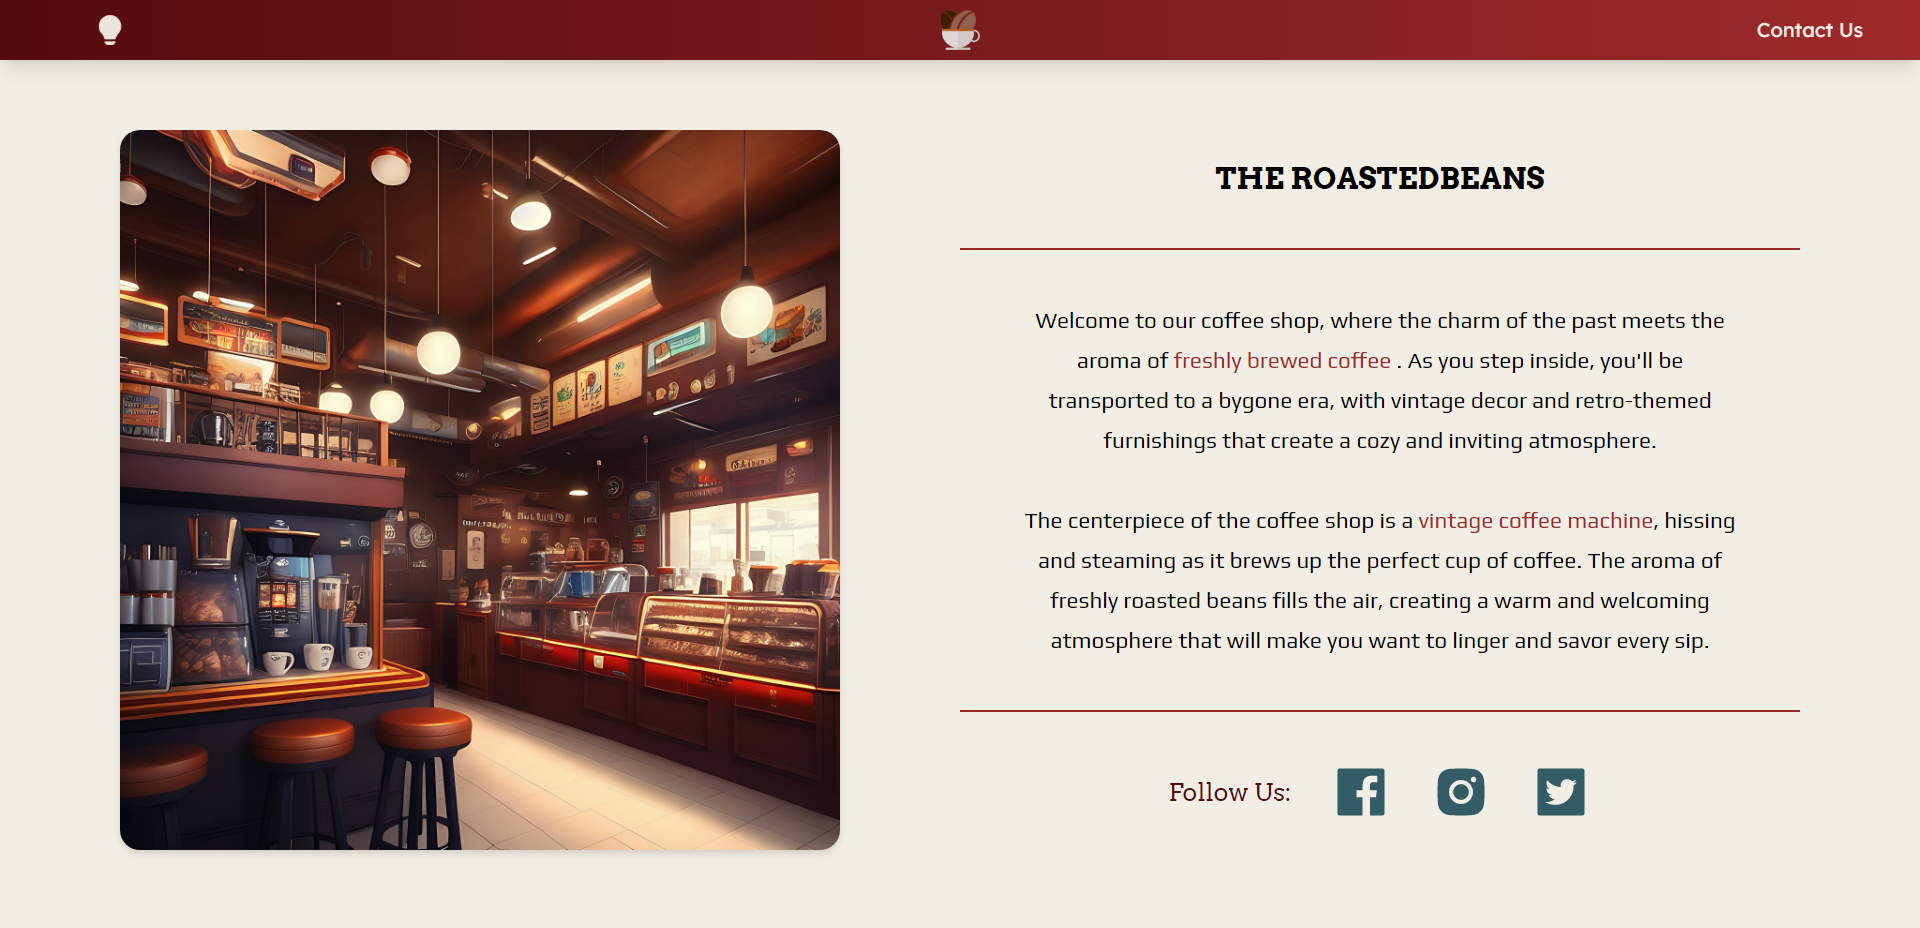 Contact Us
THE ROASTEDBEANS
Welcome to our coffee shop, where the charm of the past meets the
aroma of freshly brewed coffee . As you step inside, you'll be
transported to a bygone era, with vintage decor and retro-themed
furnishings that create a cozy and inviting atmosphere.
The centerpiece of the coffee shop is a vintage coffee machine, hissing
and steaming as it brews up the perfect cup of coffee. The aroma of
freshly roasted beans fills the air, creating a warm and welcoming
atmosphere that will make you want to linger and savor every sip.
Follow Us: